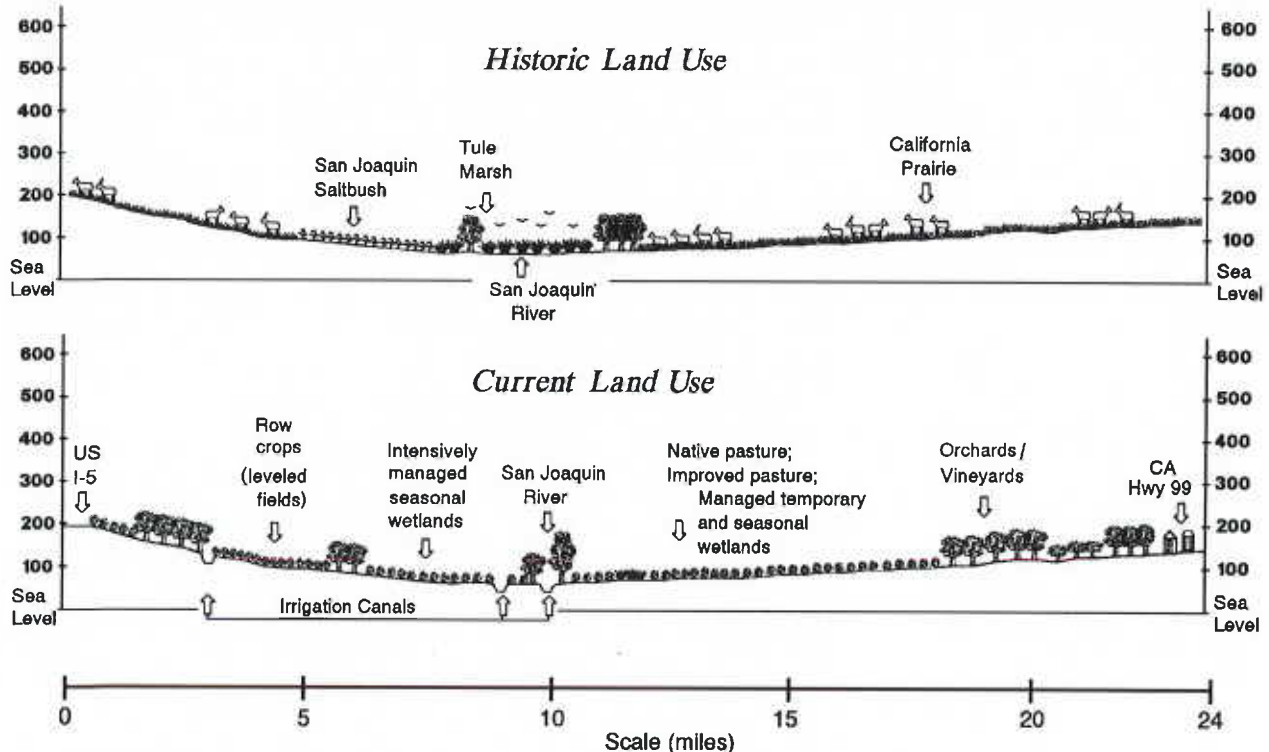 Historic Land Use
600
500
400
300
200
100
Sea
Level
San Joaquin
Saltbush
Tule
Marsh
California
Prairie
San Joaquin
River
600
500
400
300
200
100
Sea
Level
Current Land Use
600
500
400
300
200
100
Sea
Level
US
I-5
Row
crops
(leveled
fields)
Intensively
managed
seasonal
wetlands
San Joaquin
River
Native pasture;
Improved pasture;
Managed temporary
and seasonal
wetlands
Orchards/
Vineyards
CA
Hwy 99
Irrigation Canals
600
500
400
300
200
100
Sea
Level
0 5 10 15 20 24
Scale (miles)